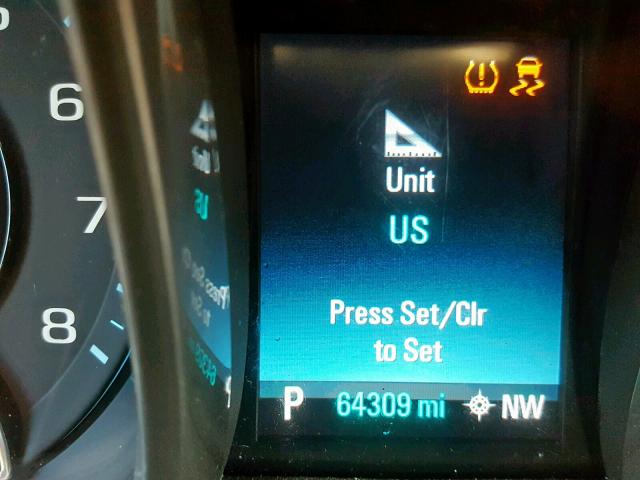 6
7
8
Unit
US
Press Set/Clr
to Set
P 64309 mi NW